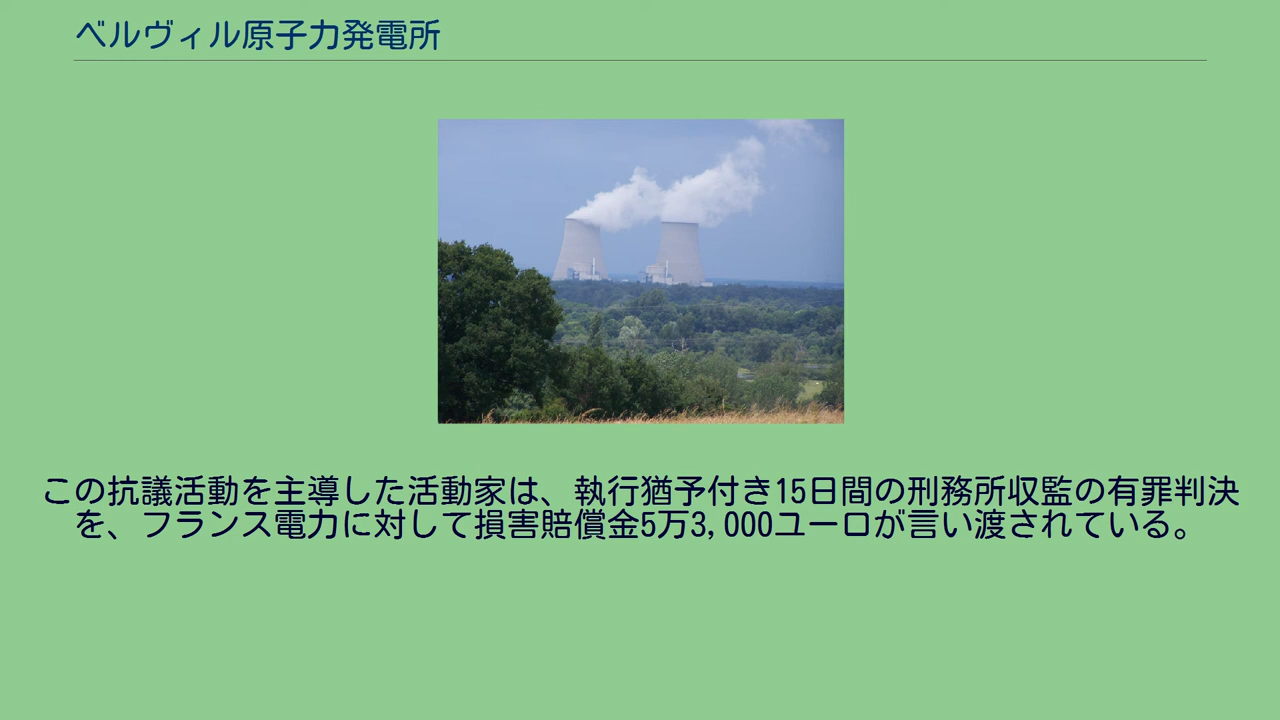 ベルヴィル原子力発電所
この抗議活動を主導した活動家は、執行猶予付き15日間の刑務所収監の有罪判決
を、フランス電力に対して損害賠償金5万3,000ユーロが言い渡されている。